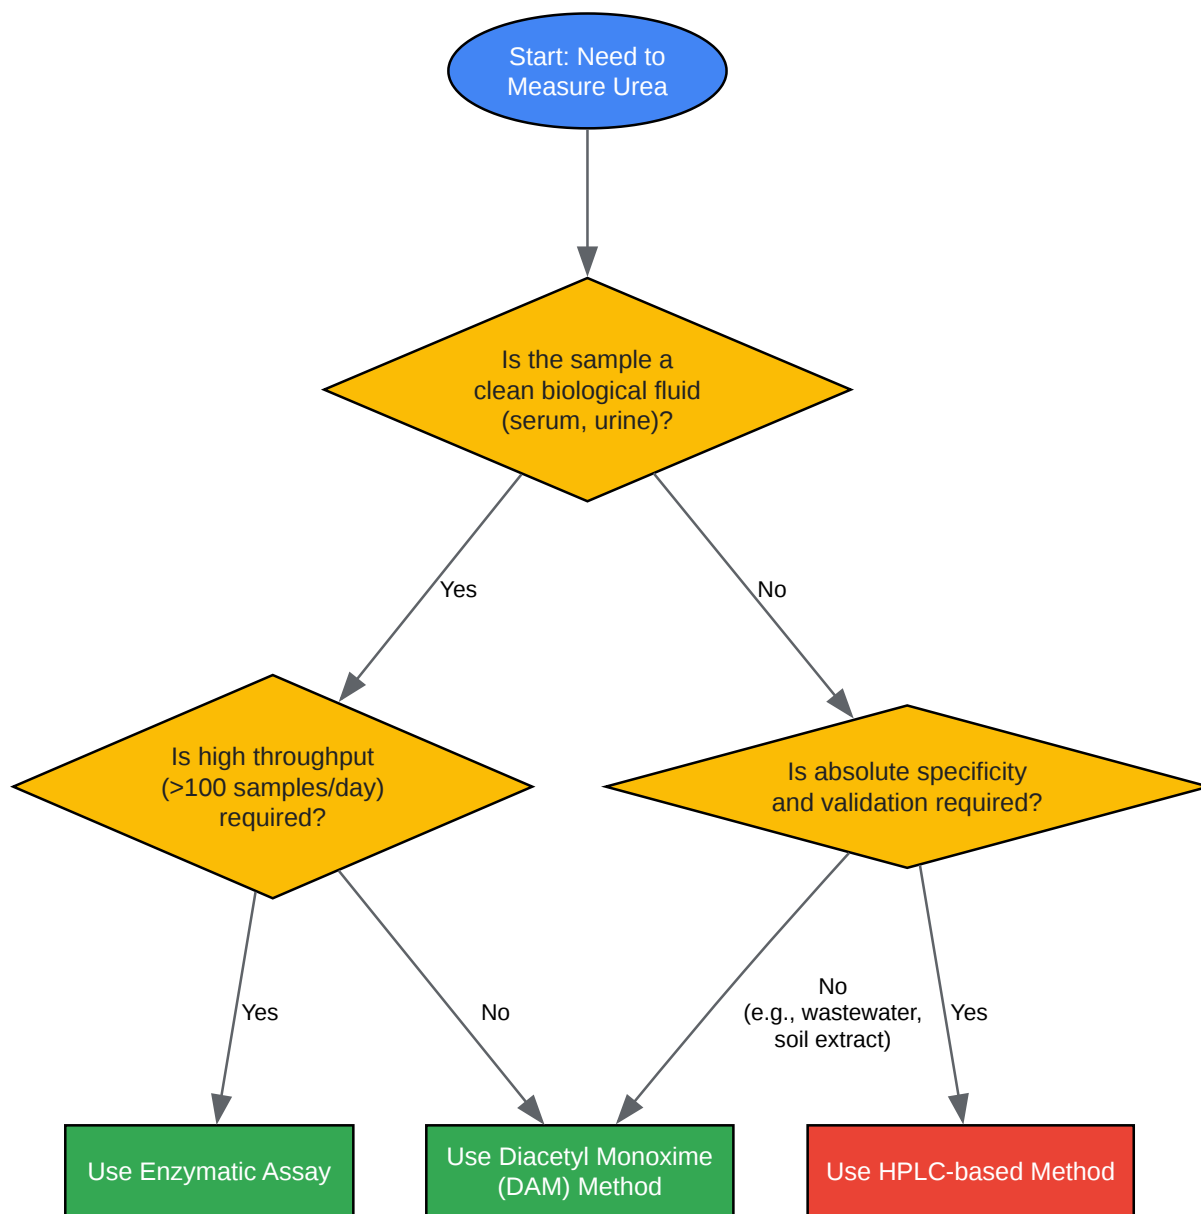 Start: Need to
Measure Urea
Is the sample a
clean biological fluid
(serum, urine)?
Yes
No
Is high throughput
(>100 samples/day)
required?
Is absolute specificity
and validation required?
Yes
No
No
(e.g., wastewater,
soil extract)
Yes
Use Enzymatic Assay
Use Diacetyl Monoxime
(DAM) Method
Use HPLC-based Method